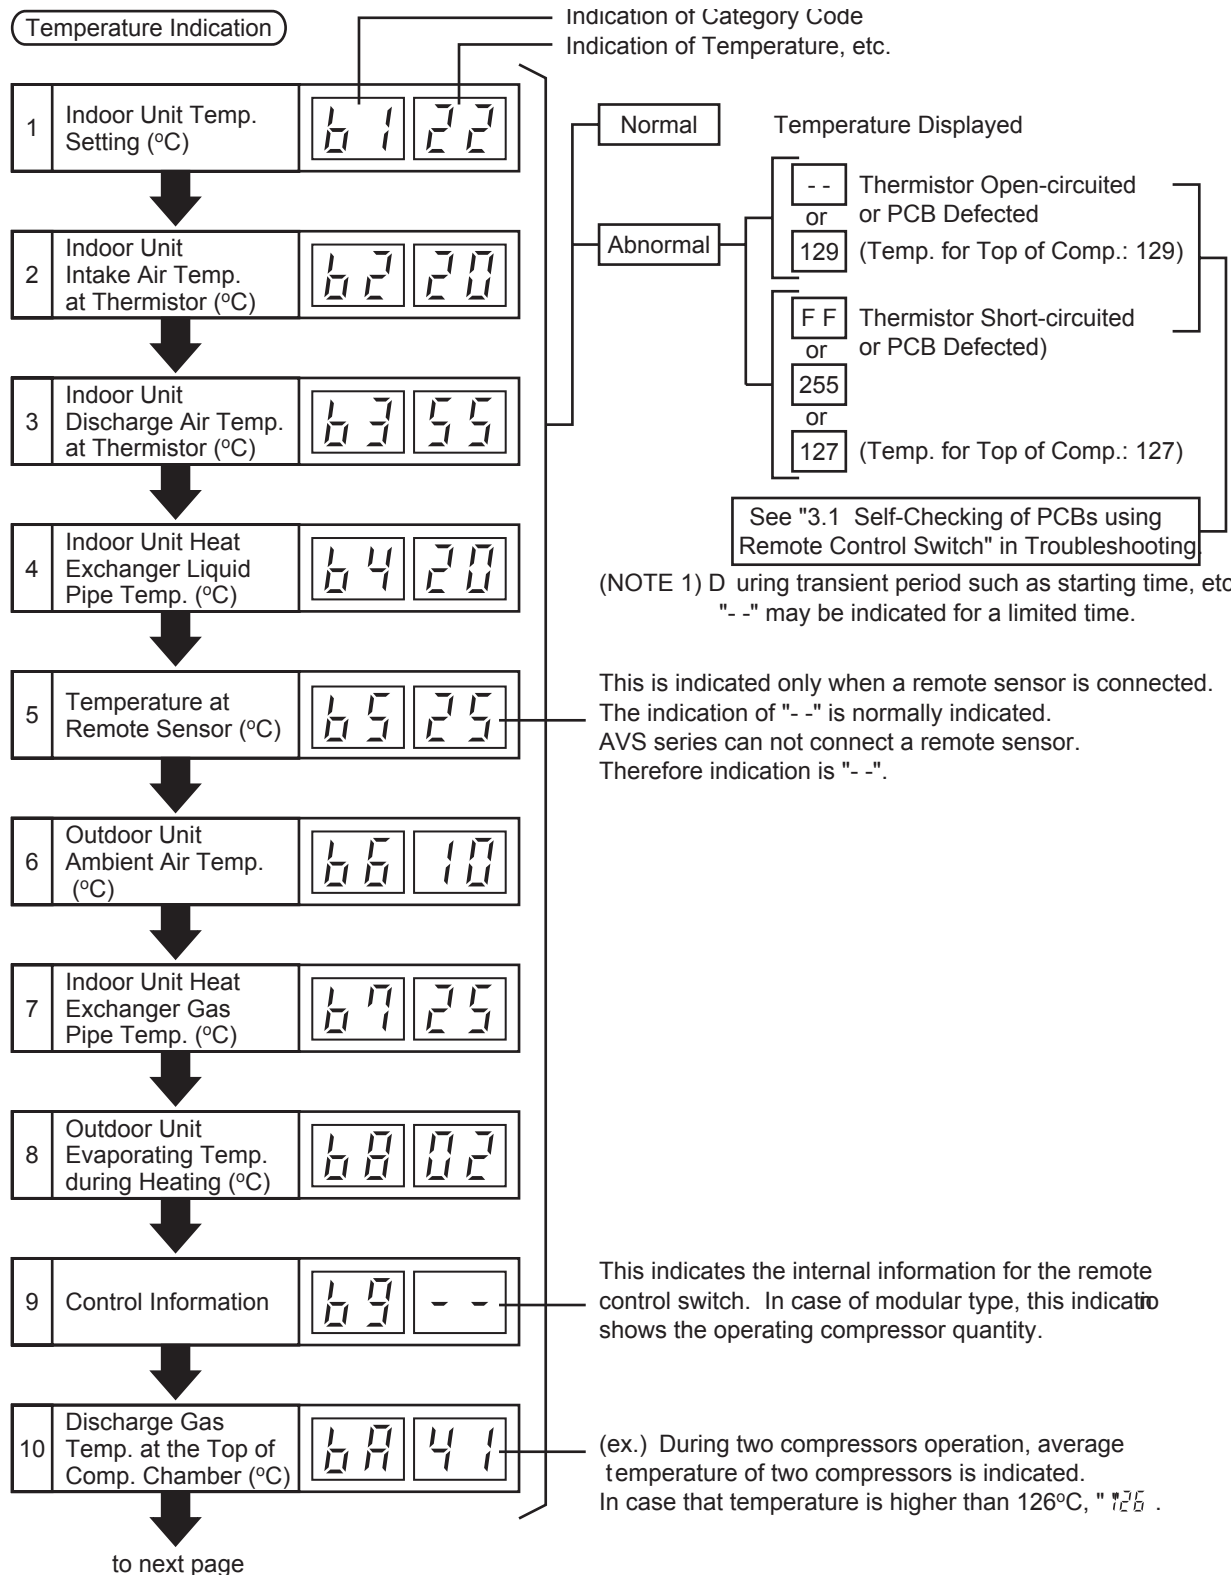 Temperature Indication
Indication of Category Code
Indication of Temperature, etc.
1
Indoor Unit Temp.
Setting (ºC)
b 1 22
2
Indoor Unit
Intake Air Temp.
at Thermistor (ºC)
b2 20
3
Indoor Unit
Discharge Air Temp.
at Thermistor (ºC)
b3 55
4
Indoor Unit Heat
Exchanger Liquid
Pipe Temp. (ºC)
b4 20
5
Temperature at
Remote Sensor (ºC)
b5 25
6
Outdoor Unit
Ambient Air Temp.
(ºC)
b6 10
7
Indoor Unit Heat
Exchanger Gas
Pipe Temp. (ºC)
b7 25
8
Outdoor Unit
Evaporating Temp.
during Heating (ºC)
b8 02
9
Control Information
b9 - -
10
Discharge Gas
Temp. at the Top of
Comp. Chamber (ºC)
bA 41
to next page
Normal
Temperature Displayed
Abnormal
- -
Thermistor Open-circuited
or
or PCB Defected
129
(Temp. for Top of Comp.: 129)
F F
Thermistor Short-circuited
or
or PCB Defected)
255
or
127
(Temp. for Top of Comp.: 127)
See "3.1 Self-Checking of PCBs using
Remote Control Switch" in Troubleshooting.
(NOTE 1) D uring transient period such as starting time, etc
"- -" may be indicated for a limited time.
This is indicated only when a remote sensor is connected.
The indication of "- -" is normally indicated.
AVS series can not connect a remote sensor.
Therefore indication is "- -".
This indicates the internal information for the remote
control switch. In case of modular type, this
shows the operating compressor quantity.
(ex.) During two compressors operation, average
temperature of two compressors is indicated.
In case that temperature is higher than 126ºC, " 126 .